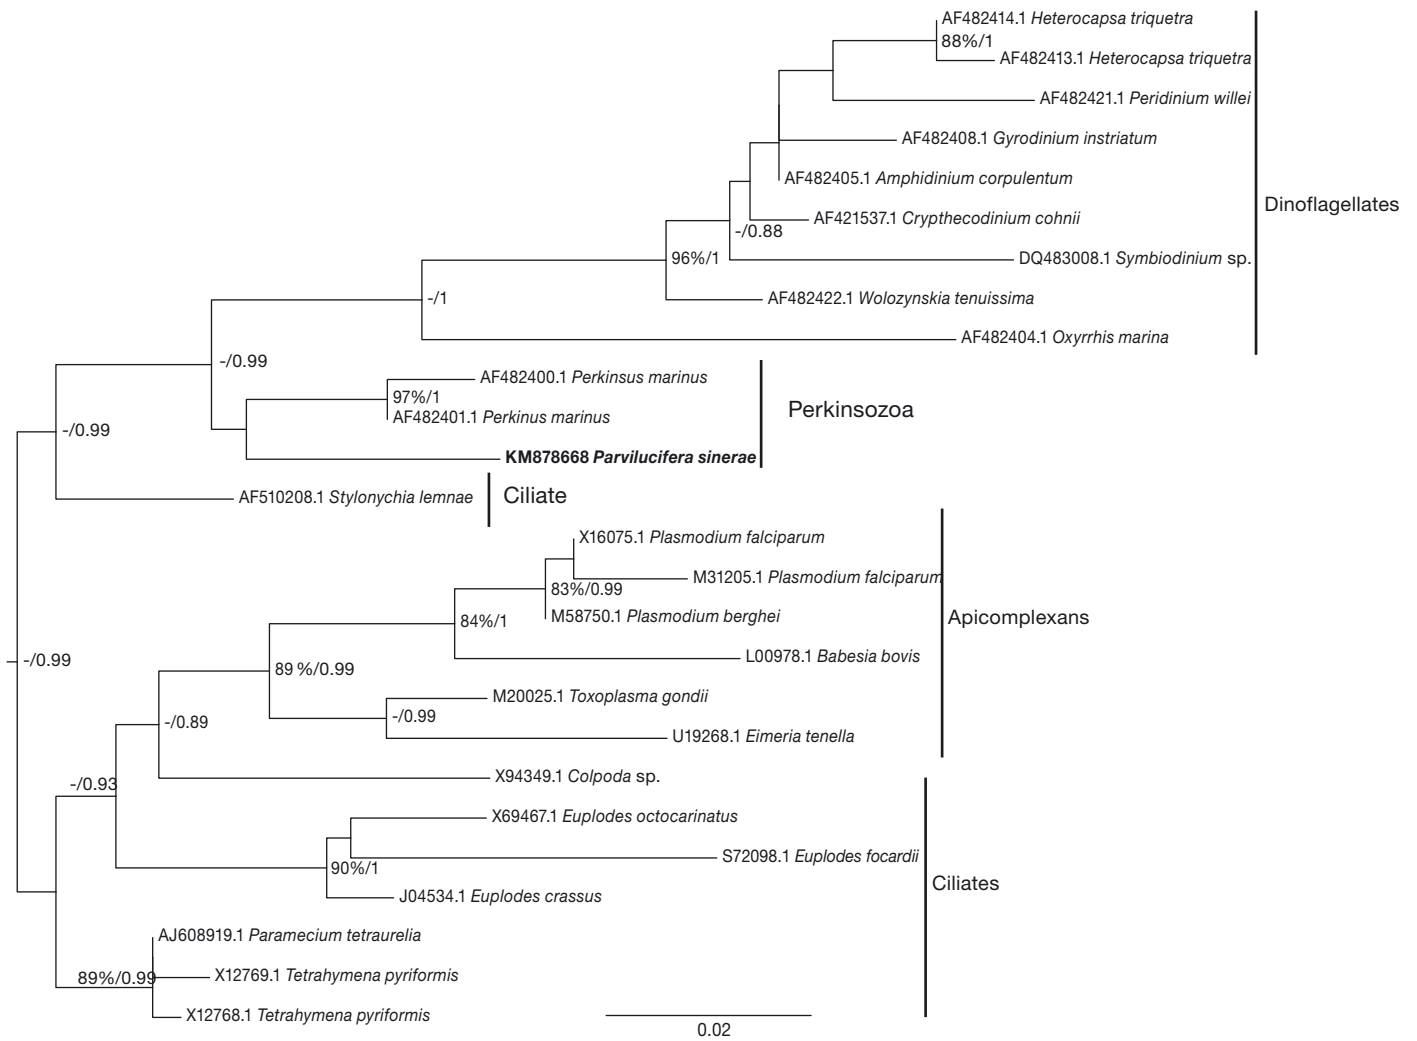 AF482414.1 Heterocapsa triquetra
88%/1
AF482413.1 Heterocapsa triquetra
AF482421.1 Peridinium willei
AF482408.1 Gyrodinium instriatum
AF482405.1 Amphidinium corpulentum
Dinoflagellates
AF421537.1 Crypthecodinium cohnii
-/0.88
96%/1
DQ483008.1 Symbiodinium sp.
-/1
AF482422.1 Wolozynskia tenuissima
AF482404.1 Oxyrrhis marina
-/0.99
AF482400.1 Perkinsus marinus
97%/1
Perkinsozoa
AF482401.1 Perkinus marinus
-/0.99
KM878668 Parvilucifera sinerae
AF510208.1 Stylonychia lemnae
Ciliate
X16075.1 Plasmodium falciparum
M31205.1 Plasmodium falciparum
83%/0.99
M58750.1 Plasmodium berghei
Apicomplexans
84%/1
L00978.1 Babesia bovis
-/0.99
89 %/0.99
M20025.1 Toxoplasma gondii
-/0.99
-/0.89
U19268.1 Eimeria tenella
X94349.1 Colpoda sp.
-/0.93
X69467.1 Euplodes octocarinatus
S72098.1 Euplodes focardii
90%/1
Ciliates
J04534.1 Euplodes crassus
AJ608919.1 Paramecium tetraurelia
89%/0.99
X12769.1 Tetrahymena pyriformis
X12768.1 Tetrahymena pyriformis
0.02